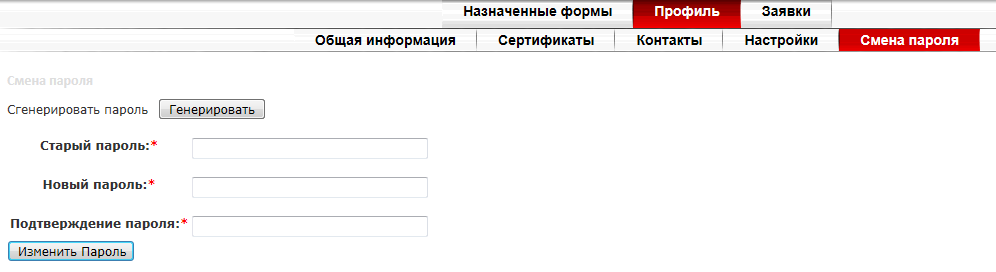 Назначенные формы Профиль Заявки
Общая информация Сертификаты Контакты Настройки Смена пароля
Смена пароля
Сгенерировать пароль Генерировать
Старый пароль:*
Новый пароль:*
Подтверждение пароля:*
Изменить Пароль